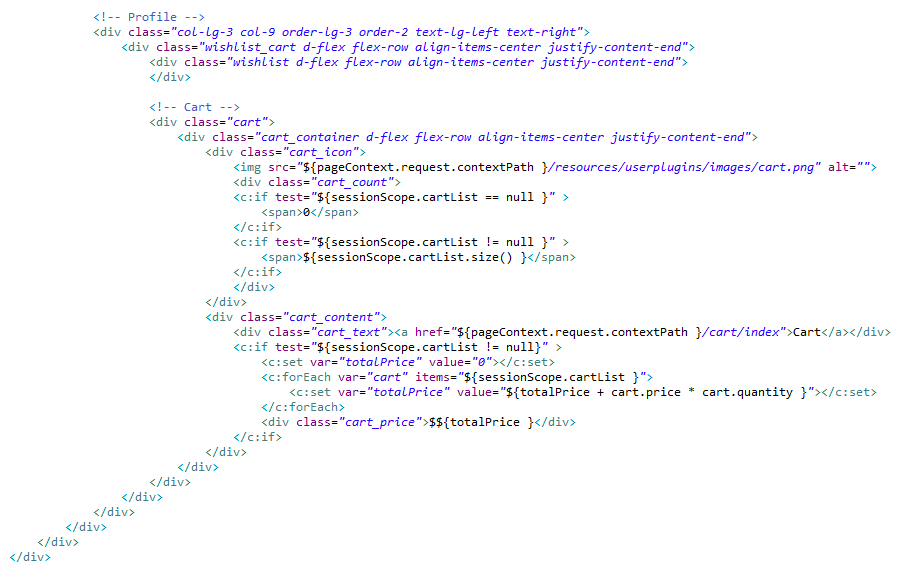 <!-- Profile -->
<div class="col-lg-3 col-9 order-lg-3 order-2 text-lg-left text-right">
<div class="wishlist_cart d-flex flex-row align-items-center justify-content-end">
<div class="wishlist d-flex flex-row align-items-center justify-content-end">
</div>
<!-- Cart -->
<div class="cart">
<div class="cart_container d-flex flex-row align-items-center justify-content-end">
<div class="cart_icon">
<img src="${pageContext.request.contextPath }/resources/userplugins/images/cart.png" alt="">
<div class="cart_count">
<c:if test="${sessionScope.cartList == null }" >
<span>0</span>
</c:if>
<c:if test="${sessionScope.cartList != null }" >
<span>${sessionScope.cartList.size() }</span>
</c:if>
</div>
</div>
<div class="cart_content">
<div class="cart_text"><a href="${pageContext.request.contextPath }/cart/index">Cart</a></div>
<c:if test="${sessionScope.cartList != null}" >
<c:set var="totalPrice" value="0"></c:set>
<c:forEach var="cart" items="${sessionScope.cartList }">
<c:set var="totalPrice" value="${totalPrice + cart.price * cart.quantity }"></c:set>
</c:forEach>
<div class="cart_price">$${totalPrice }</div>
</c:if>
</div>
</div>
</div>
</div>
</div>
</div>
</div>
</div>